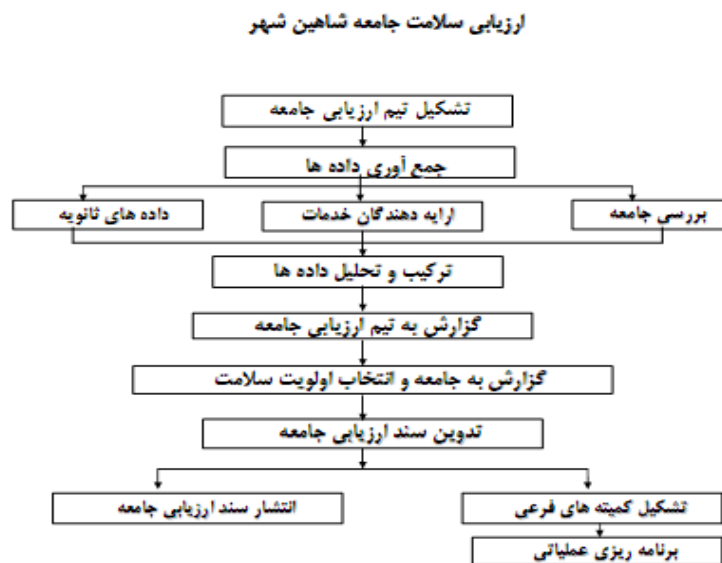 ارزیابی سلامت جامعه شاهین شهر
تشکیل تیم ارزیابی جامعه
جمع آوری داده ها
بررسی جامعه
ارایه دهندگان خدمات
داده های ثانویه
ترکیب و تحلیل داده ها
گزارش به تیم ارزیابی جامعه
گزارش به جامعه و انتخاب اولویت سلامت
تدوین سند ارزیابی جامعه
تشکیل کمیته های فرعی
انتشار سند ارزیابی جامعه
برنامه ریزی عملیاتی